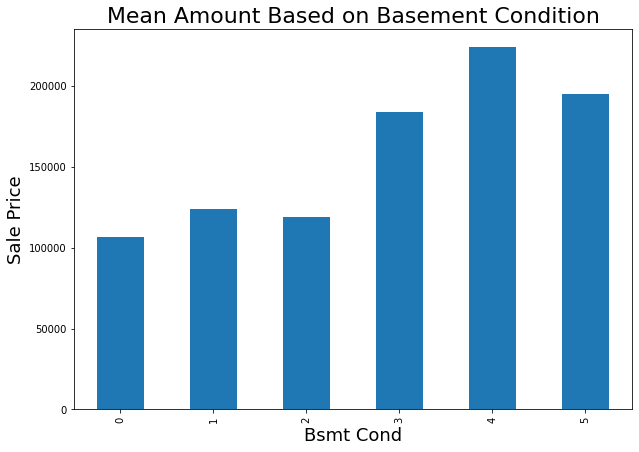 Mean Amount Based on Basement Condition
Sale Price
200000
150000
100000
50000
0
0 1 2 3 4 5
Bsmt Cond